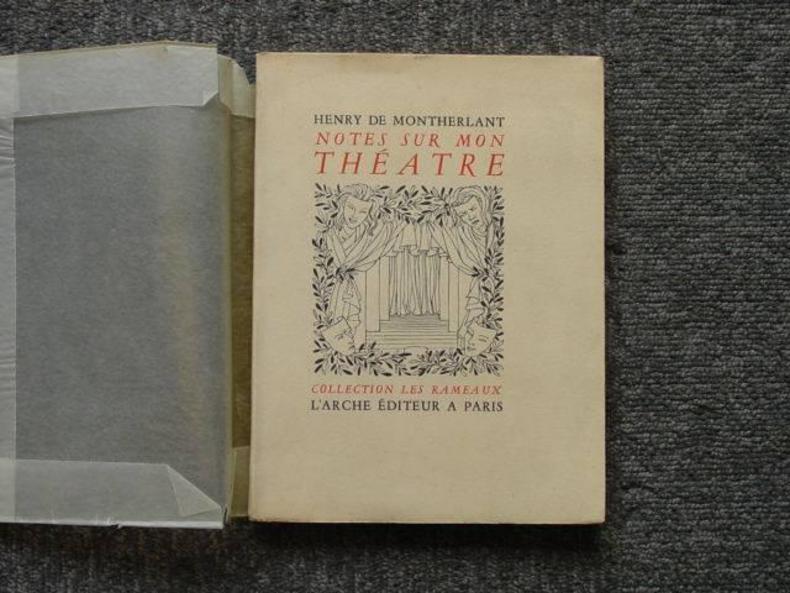 HENRY DE MONTHERLANT
NOTES SUR MON
THÉATRE
COLLECTION LES RAMEAUX
L'ARCHE ÉDITEUR A PARIS